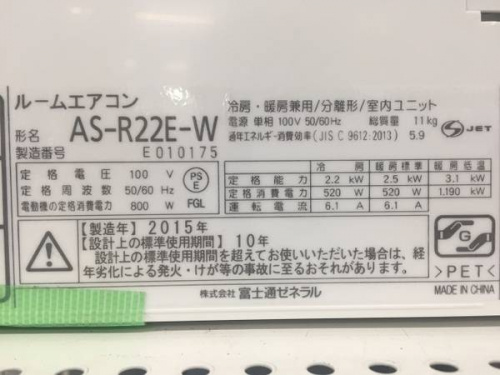 ルームエアコン
冷房・暖房兼用/分離形/室内ユニット
形名 AS-R22E-W
電源 単相 100V 50/60Hz 総質量 11kg
通年エネルギー消費効率 (JIS C 9612:2013) 5.9
S JET
製造番号 E010175
定格電圧 100 V
定格周波数 50/60 Hz
電動機の定格消費電力 800 W
PS
E
FGL
冷房 暖房標準 暖房低温
定格能力 2.2 kW 2.5 kW 3.1 kW
定格消費電力 520 W 520 W 1.190 kW
運転電流 6.1 A 6.1 A
【製造年】2015年
【設計上の標準使用期間】10年
設計上の標準使用期間を超えてお使いいただいた場合は、経
年劣化による発火・けが等の事故に至るおそれがあります。
G
>PET<
MADE IN CHINA
株式会社 富士通ゼネラル